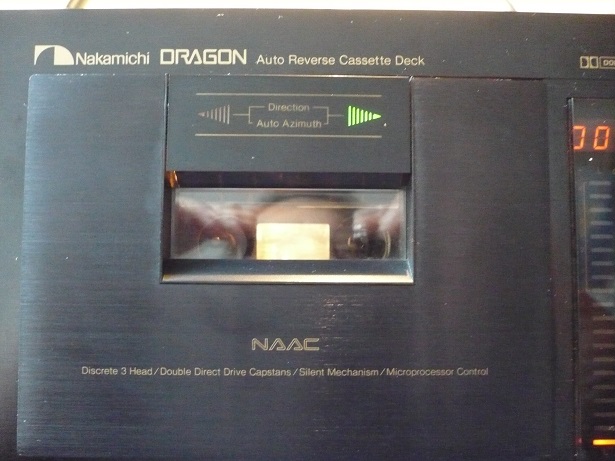 Nakamichi DRAGON Auto Reverse Cassette Deck
Direction
Auto Azimuth
NAAC
Discrete 3 Head/Double Direct Drive Capstans/Silent Mechanism/Microprocessor Control